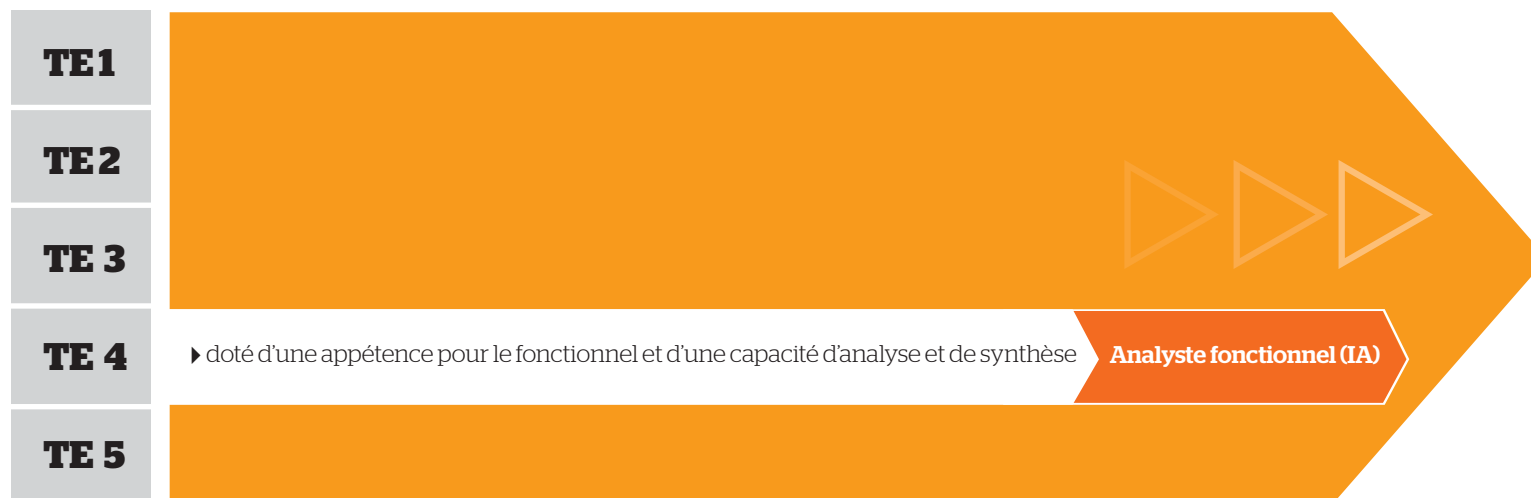 TE1
TE2
TE 3
TE 4
doté d’une appétence pour le fonctionnel et d’une capacité d’analyse et de synthèse
Analyste fonctionnel (IA)
TE 5